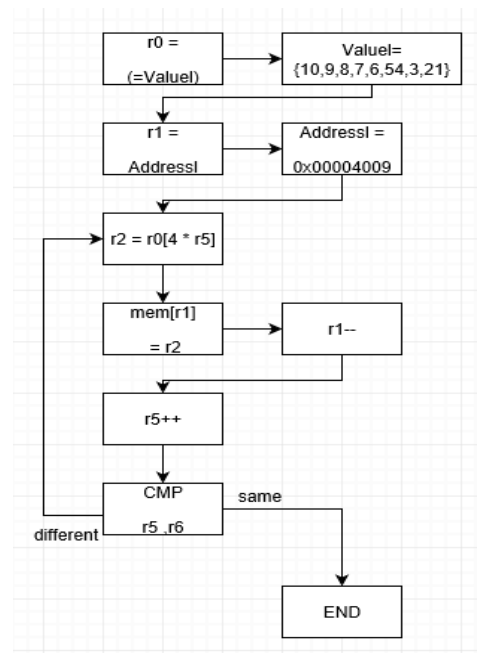 r0 =
(=ValueI)
ValueI=
{10,9,8,7,6,54,3,21}
r1 =
AddressI
AddressI =
0x00004009
r2 = r0[4 * r5]
mem[r1]
= r2
r1--
r5++
CMP
r5 ,r6
same
different
END